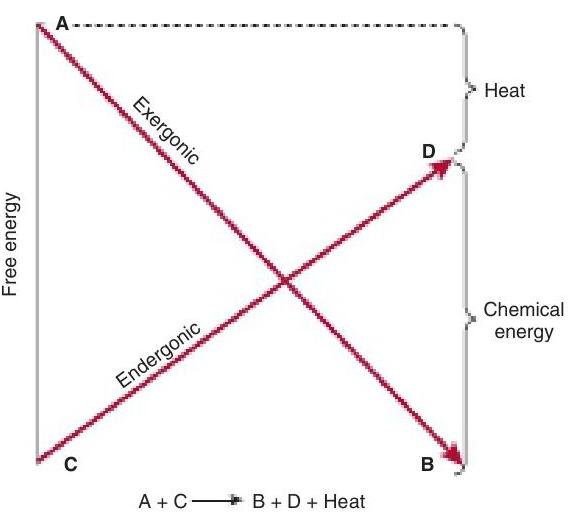 A
Heat
Exergonic
D
Free energy
Chemical
energy
Endergonic
C
B
A + C → B + D + Heat